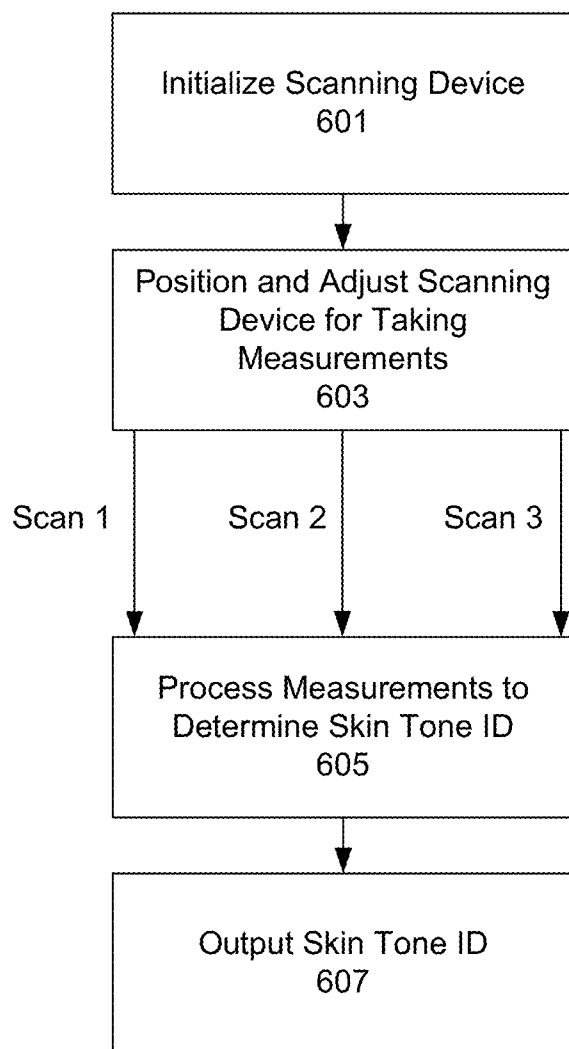 Initialize Scanning Device
601
Position and Adjust Scanning
Device for Taking
Measurements
603
Scan 1
Scan 2
Scan 3
Process Measurements to
Determine Skin Tone ID
605
Output Skin Tone ID
607